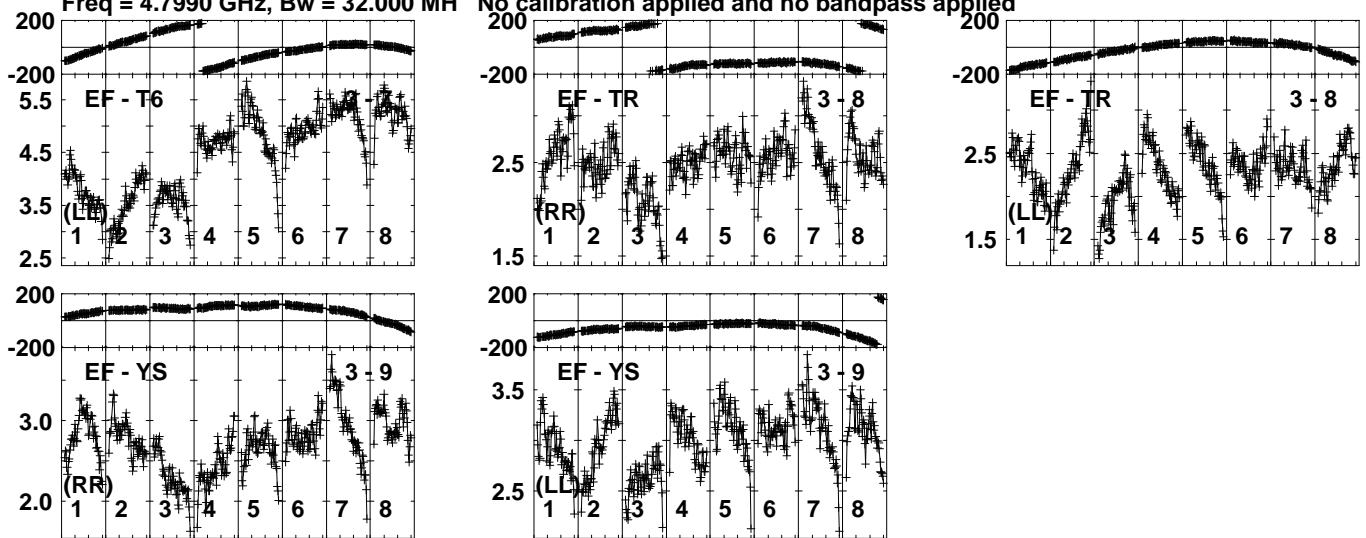 Freq = 4.7990 GHz, Bw = 32.000 MH No calibration applied and no bandpass applied
200
-200
5.5
4.5
3.5
2.5
EF - T6 3 - 7
(LL)
1 2 3 4 5 6 7 8
200
-200
2.5
1.5
EF - TR 3 - 8
(RR)
1 2 3 4 5 6 7 8
200
-200
2.5
1.5
EF - TR 3 - 8
(LL)
1 2 3 4 5 6 7 8
200
-200
3.0
2.0
EF - YS 3 - 9
(RR)
1 2 3 4 5 6 7 8
200
-200
3.5
2.5
EF - YS 3 - 9
(LL)
1 2 3 4 5 6 7 8